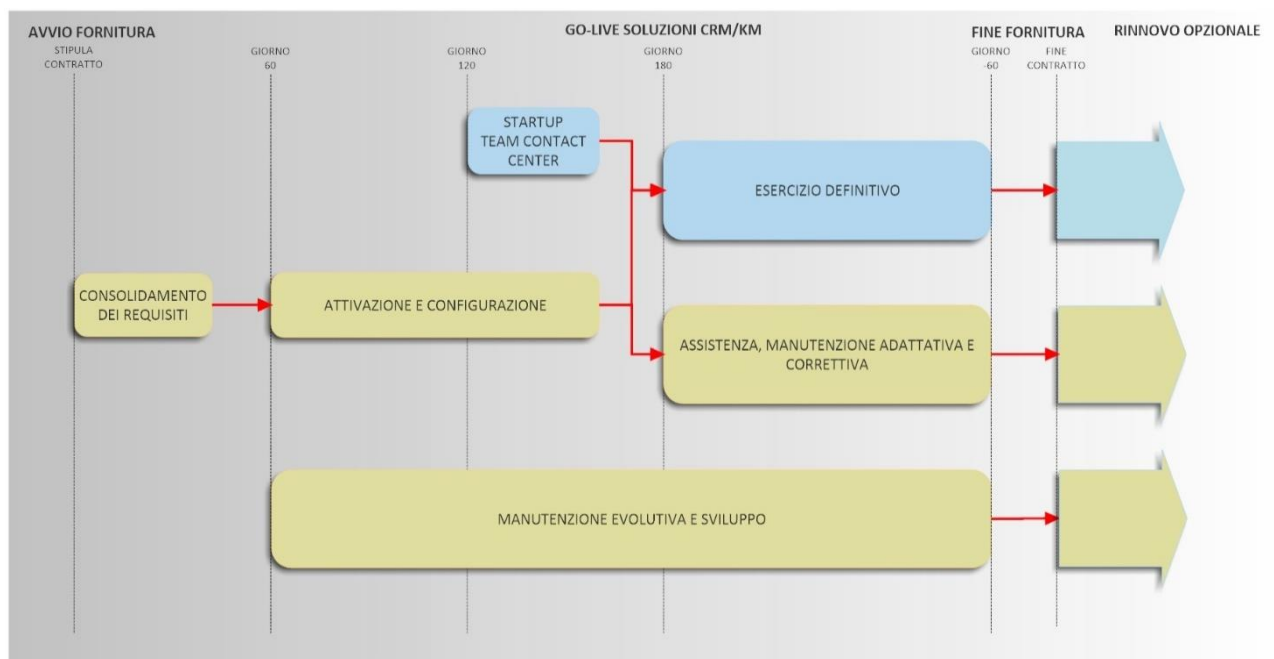 AVVIO FORNITURA
GO-LIVE SOLUZIONI CRM/KM
FINE FORNITURA
RINNOVO OPZIONALE
STIPULA
CONTRATTO
GIORNO
60
GIORNO
120
GIORNO
180
GIORNO
-60
FINE
CONTRATTO
STARTUP
TEAM CONTACT
CENTER
ESERCIZIO DEFINITIVO
CONSOLIDAMENTO
DEI REQUISITI
ATTIVAZIONE E CONFIGURAZIONE
ASSISTENZA, MANUTENZIONE ADATTATIVA E
CORRETTIVA
MANUTENZIONE EVOLUTIVA E SVILUPPO